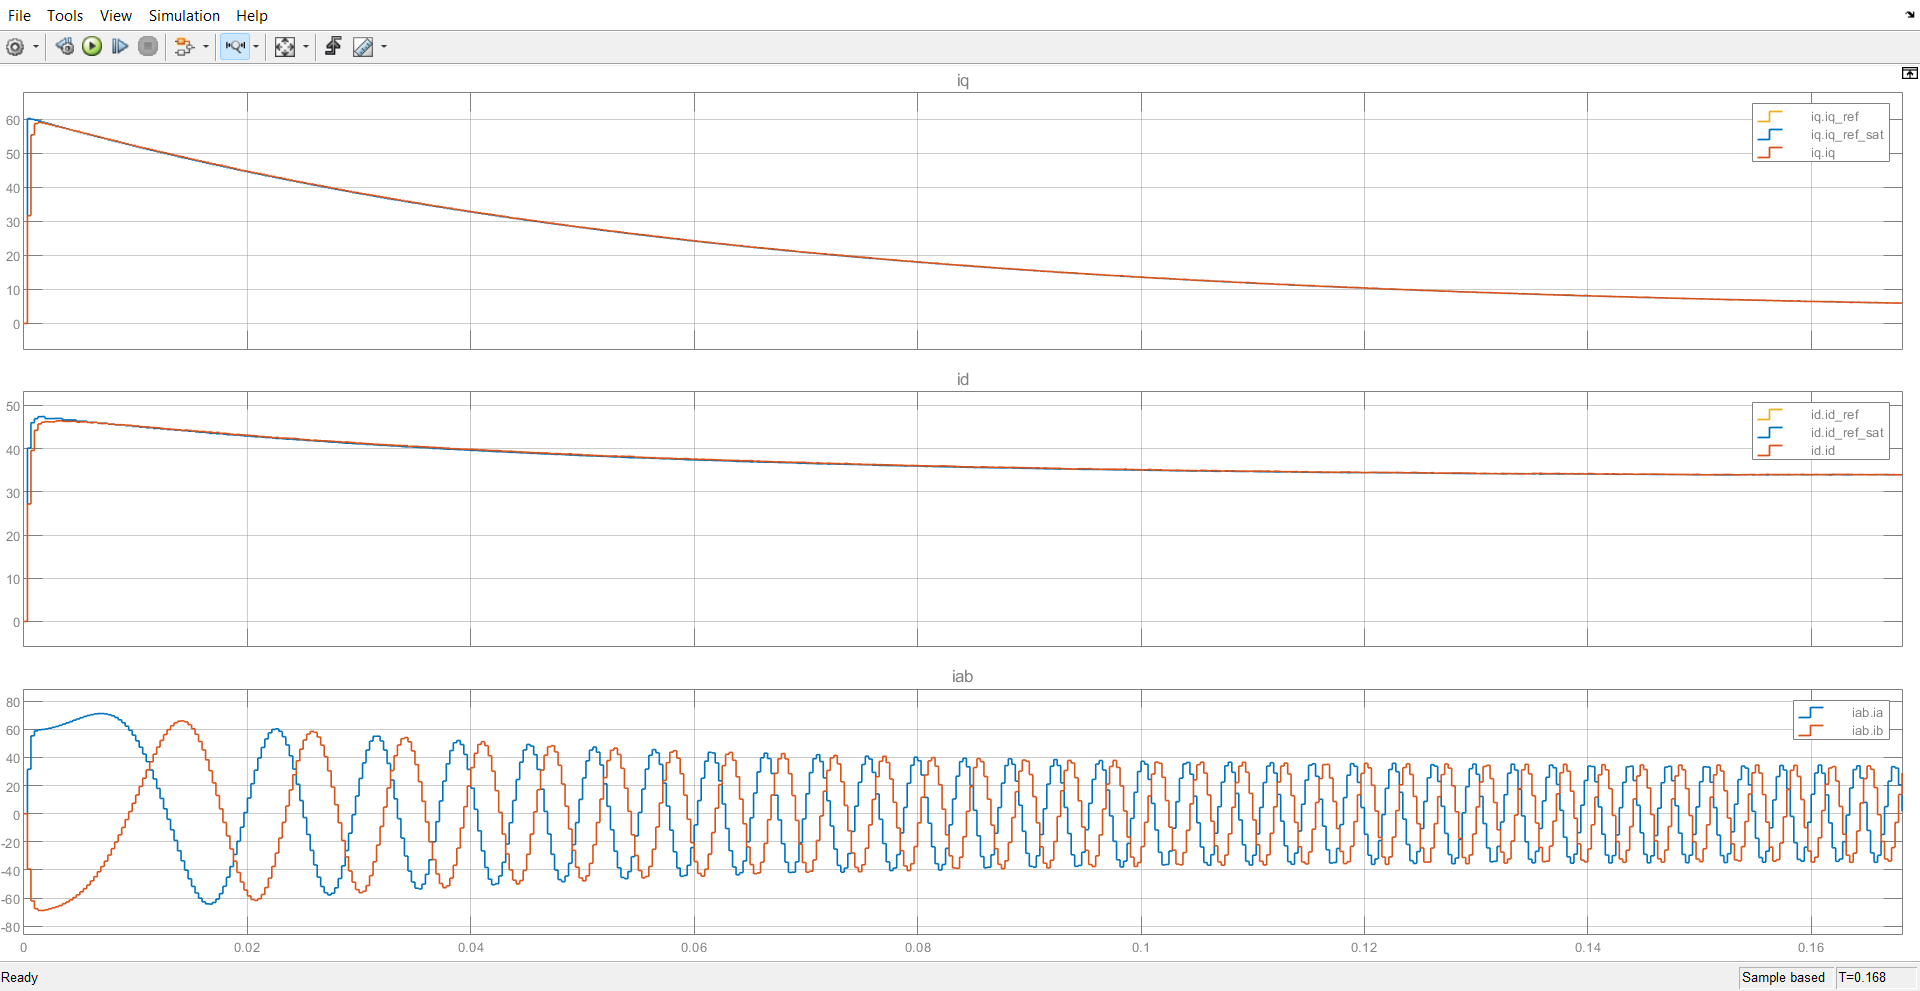 File Tools View Simulation Help
iq
60
50
40
30
20
10
0
iq.iq_ref
iq.iq_ref_sat
iq.iq
id
50
40
30
20
10
0
id.id_ref
id.id_ref_sat
id.id
iab
80
60
40
20
0
-20
-40
-60
-80
iab.ia
iab.ib
0 0.02 0.04 0.06 0.08 0.1 0.12 0.14 0.16
Ready Sample based T=0.168